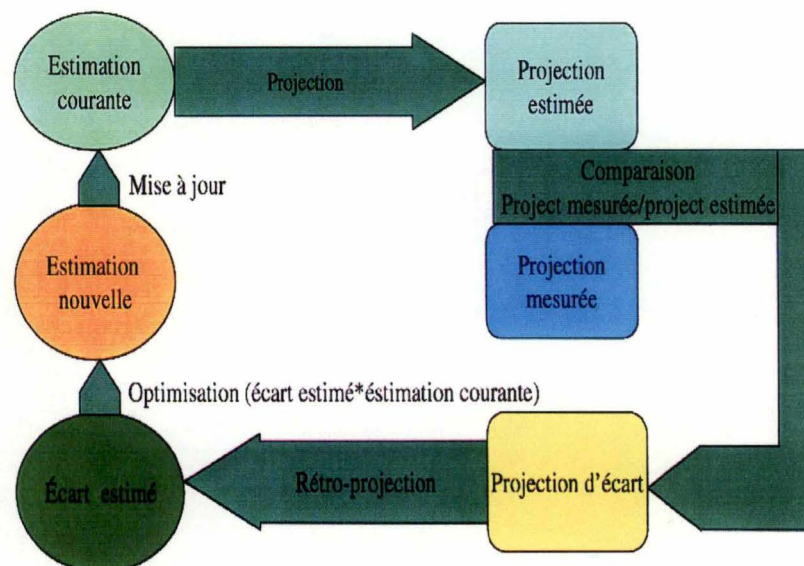 Estimation
courante
Projection
Projection
estimée
Comparaison
Project mesurée/project estimée
Mise à jour
Estimation
nouvelle
Projection
mesurée
Optimisation (écart estimé*éstimation courante)
Écart estimé
Rétro-projection
Projection d'écart